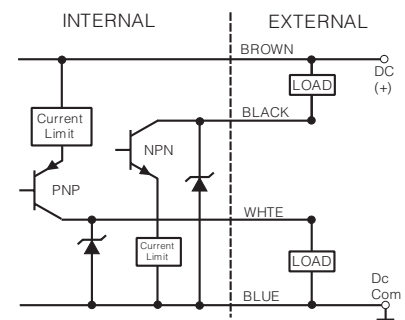 INTERNAL
EXTERNAL
BROWN
DC
(+)
LOAD
BLACK
Current
Limit
NPN
PNP
WHTE
Current
Limit
LOAD
Dc
Com
BLUE